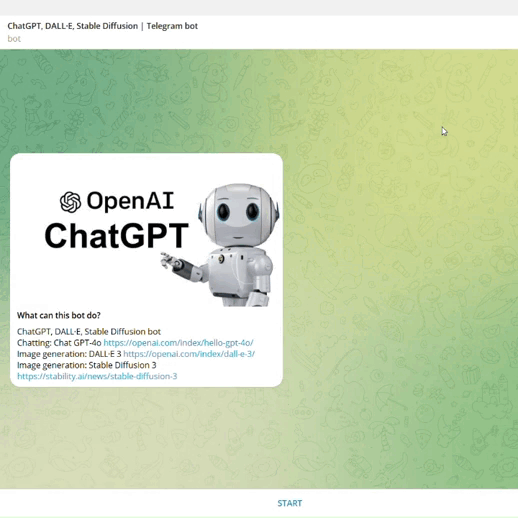 ChatGPT, DALL·E, Stable Diffusion | Telegram bot
bot
OpenAI
ChatGPT
What can this bot do?
ChatGPT, DALL·E, Stable Diffusion bot
Chatting: Chat GPT-4o https://openai.com/index/hello-gpt-4o/
Image generation: DALL·E 3 https://openai.com/index/dall-e-3/
Image generation: Stable Diffusion 3
https://stability.ai/news/stable-diffusion-3
START